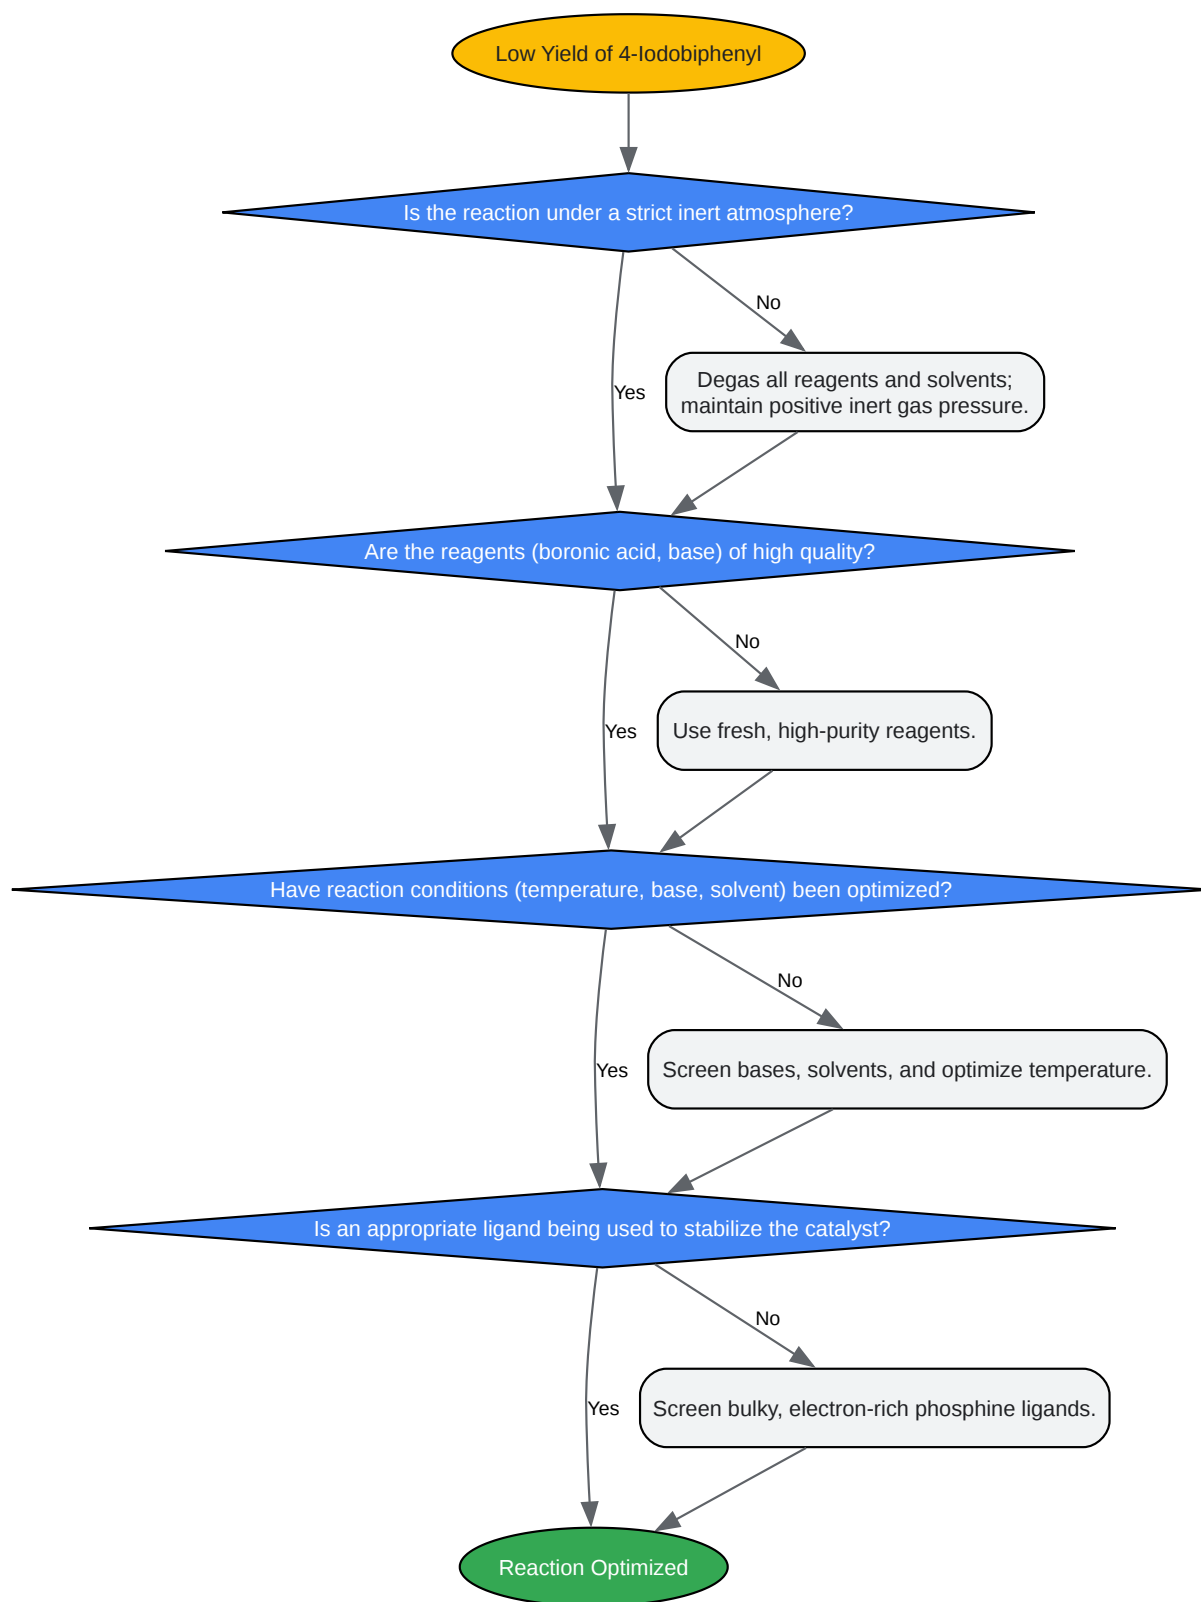 Low Yield of 4-Iodobiphenyl
Is the reaction under a strict inert atmosphere?
No
Yes
Degas all reagents and solvents;
maintain positive inert gas pressure.
Are the reagents (boronic acid, base) of high quality?
No
Yes
Use fresh, high-purity reagents.
Have reaction conditions (temperature, base, solvent) been optimized?
No
Yes
Screen bases, solvents, and optimize temperature.
Is an appropriate ligand being used to stabilize the catalyst?
No
Yes
Screen bulky, electron-rich phosphine ligands.
Reaction Optimized